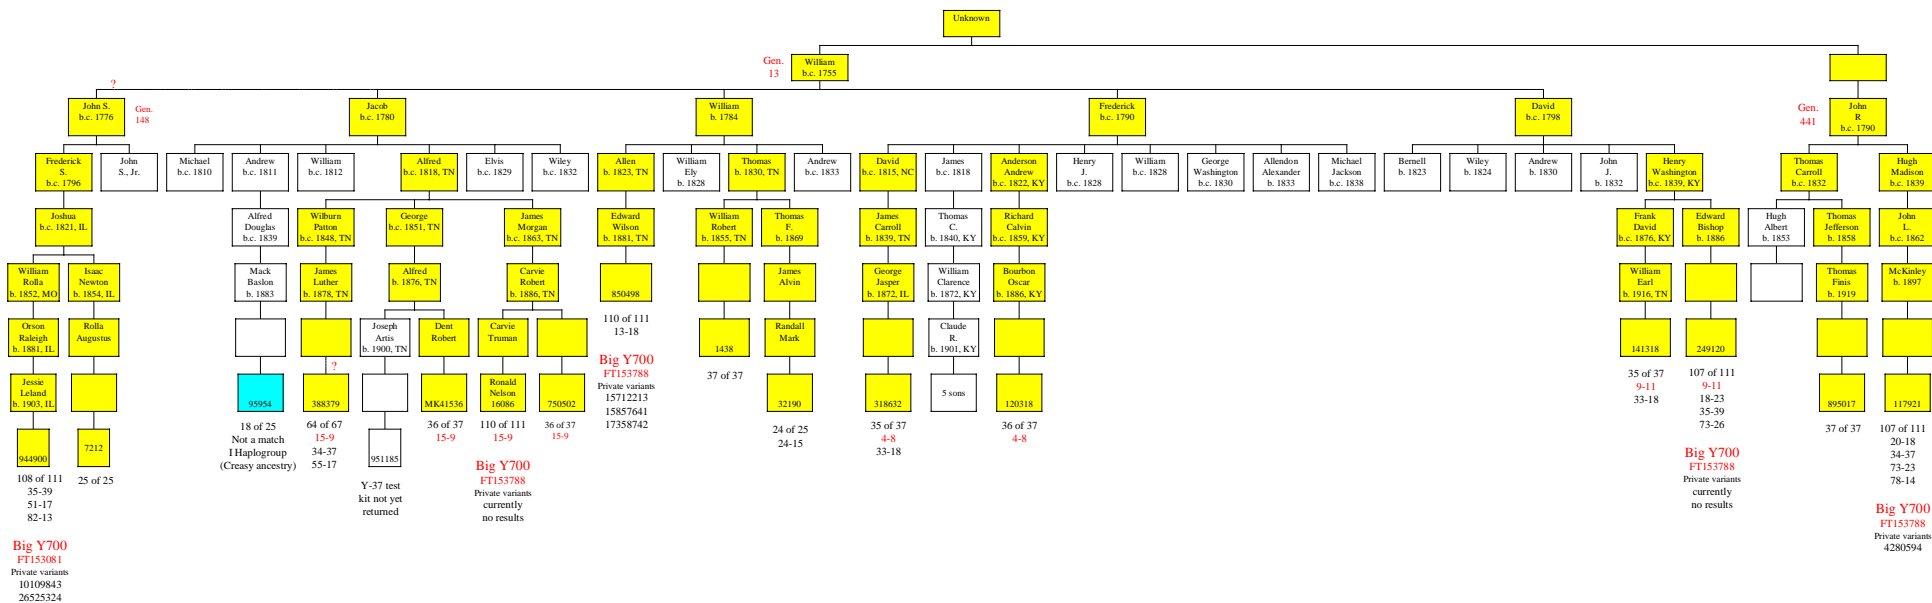 Unknown
Gen.
13
William
b.c. 1755
?
John S.
b.c. 1776
Gen.
148
Jacob
b.c. 1780
William
b. 1784
Frederick
b.c. 1790
David
b.c. 1798
Gen.
441
John
R
b.c. 1790
Frederick
S.
b.c. 1796
John
S., Jr.
Michael
b.c. 1810
Andrew
b.c. 1811
William
b.c. 1812
Alfred
b.c. 1818, TN
Elvis
b.c. 1829
Wiley
b.c. 1832
Allen
b. 1823, TN
William
Ely
b. 1828
Thomas
b. 1830, TN
Andrew
b.c. 1833
David
b.c. 1815, NC
James
b.c. 1818
Anderson
Andrew
b.c. 1822, KY
Henry
J.
b.c. 1828
William
b.c. 1828
George
Washington
b.c. 1830
Allendon
Alexander
b. 1833
Michael
Jackson
b.c. 1838
Bernell
b. 1823
Wiley
b.c. 1824
Andrew
b. 1830
John
J.
b. 1832
Henry
Washington
b.c. 1839, KY
Thomas
Carroll
b.c. 1832
Hugh
Madison
b.c. 1839
Joshua
b.c. 1821, IL
Alfred
Douglas
b.c. 1839
Wilburn
Patton
b.c. 1848, TN
George
b.c. 1851, TN
James
Morgan
b.c. 1863, TN
Edward
Wilson
b. 1881, TN
William
Robert
b. 1855, TN
Thomas
F.
b. 1869
James
Carroll
b. 1839, TN
Thomas
C.
b. 1840, KY
Richard
Calvin
b.c. 1859, KY
Frank
David
b.c. 1876, KY
Edward
Bishop
b. 1886
Hugh
Albert
b. 1853
Thomas
Jefferson
b. 1858
John
L.
b.c. 1862
William
Rolla
b. 1852, MO
Isaac
Newton
b. 1854, IL
Mack
Baslon
b. 1883
James
Luther
b. 1878, TN
Alfred
b. 1876, TN
Carvie
Robert
b. 1886, TN
850498
James
Alvin
George
Jasper
b. 1872, IL
William
Clarence
b. 1872, KY
Bourbon
Oscar
b. 1886, KY
William
Earl
b. 1916, TN
Thomas
Finis
b. 1919
McKinley
b. 1897
Orson
Raleigh
b. 1881, IL
Rolla
Augustus
Joseph
Artis
b. 1900, TN
Dent
Robert
Carvie
Truman
110 of 111
13-18
Big Y700
FT153788
Private variants
15712213
15857641
17358742
1438
37 of 37
Randall
Mark
Claude
R.
b. 1901, KY
141318
249120
Jessie
Leland
b. 1903, IL
95954
18 of 25
Not a match
I Haplogroup
(Creasy ancestry)
?
388379
64 of 67
15-9
34-37
55-17
MK41536
36 of 37
15-9
Ronald
Nelson
16086
110 of 111
15-9
Big Y700
FT153788
Private variants
currently
no results
750502
36 of 37
15-9
32190
24 of 25
24-15
318632
35 of 37
4-8
33-18
5 sons
120318
36 of 37
4-8
35 of 37
9-11
33-18
107 of 111
9-11
18-23
35-39
73-26
Big Y700
FT153788
Private variants
currently
no results
895017
37 of 37
117921
107 of 111
20-18
34-37
73-23
78-14
Big Y700
FT153788
Private variants
4280594
944900
108 of 111
35-39
51-17
82-13
Big Y700
FT153081
Private variants
10109843
26525324
7212
25 of 25
951185
Y-37 test
kit not yet
returned